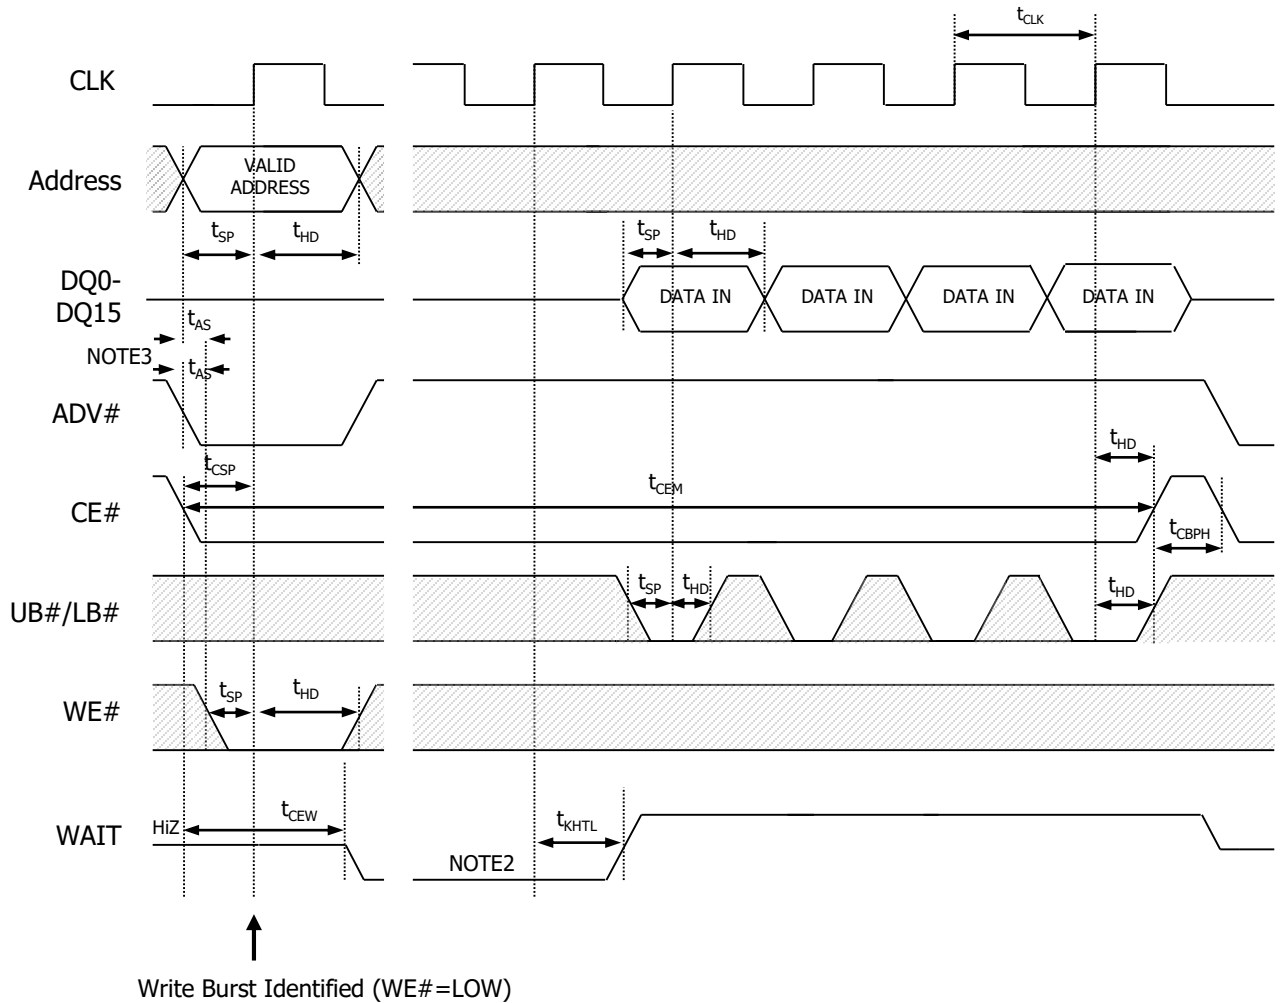 tCLK
CLK
VALID
ADDRESS
Address
tSP tHD tSP tHD
DQ0-
DQ15
DATA IN DATA IN DATA IN DATA IN
tAS
NOTE3 tAS
ADV#
tHD
tCSP
tCEM
CE#
tCBPH
tSP tHD tHD
UB#/LB#
tSP tHD
WE#
HiZ tCEW tKHTL
WAIT
NOTE2
Write Burst Identified (WE#=LOW)